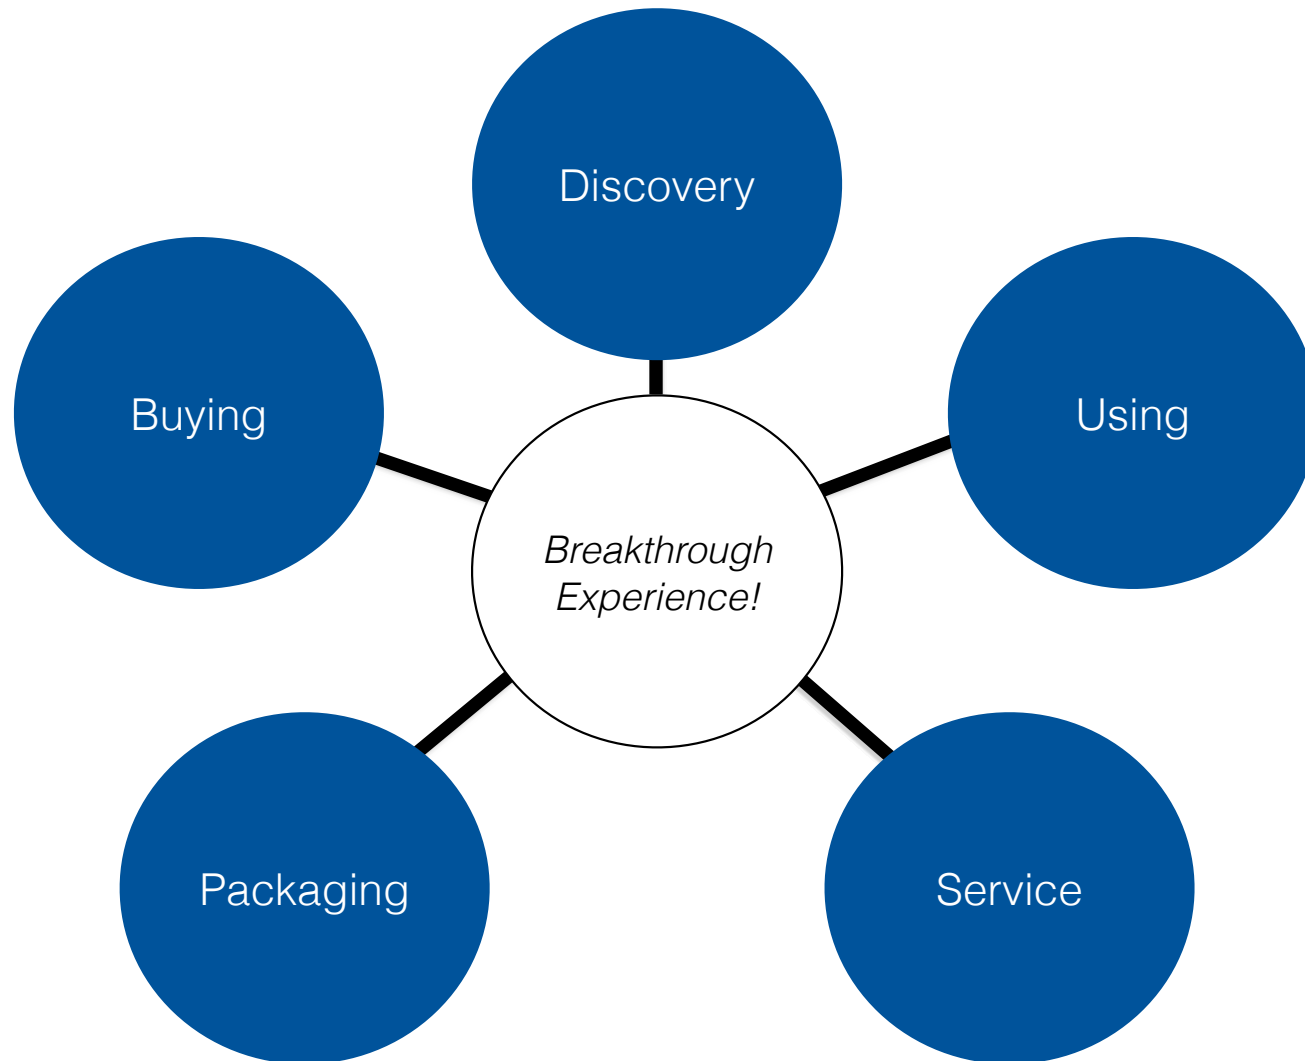 Discovery
Buying
Using
Breakthrough
Experience!
Packaging
Service